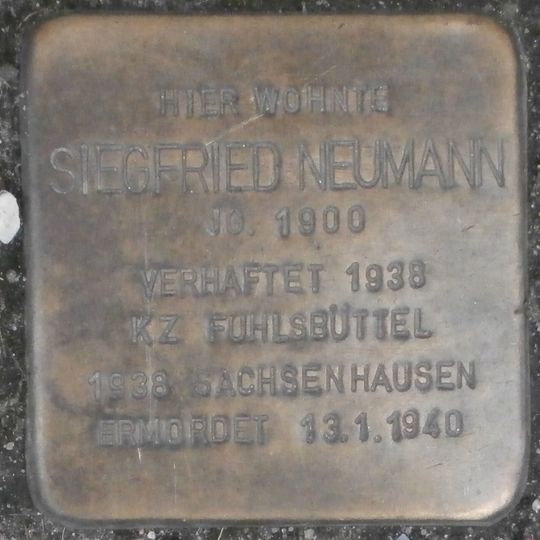 HIER WOHNTE
SIEGFRIED NEUMANN
JG. 1900
VERHAFTET 1938
KZ FUHLSBÜTTEL
1938 SACHSENHAUSEN
ERMORDET 13.1.1940